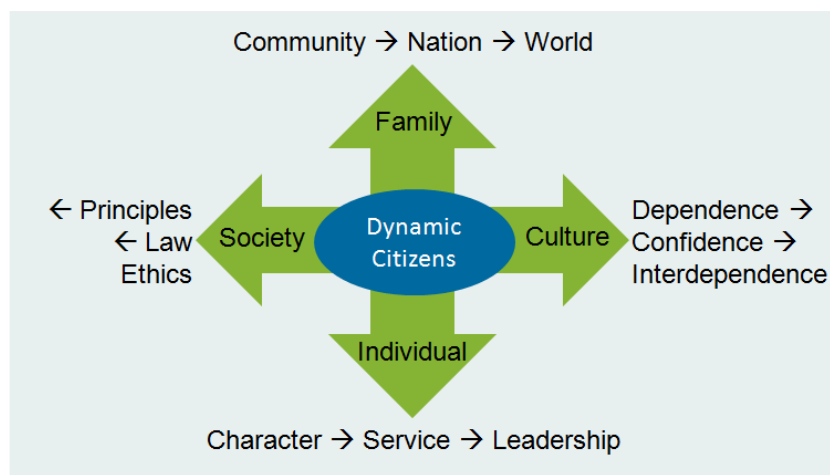 Community → Nation → World
Family
← Principles
← Law
Ethics
Society
Dynamic
Citizens
Culture
Dependence →
Confidence →
Interdependence
Individual
Character → Service → Leadership